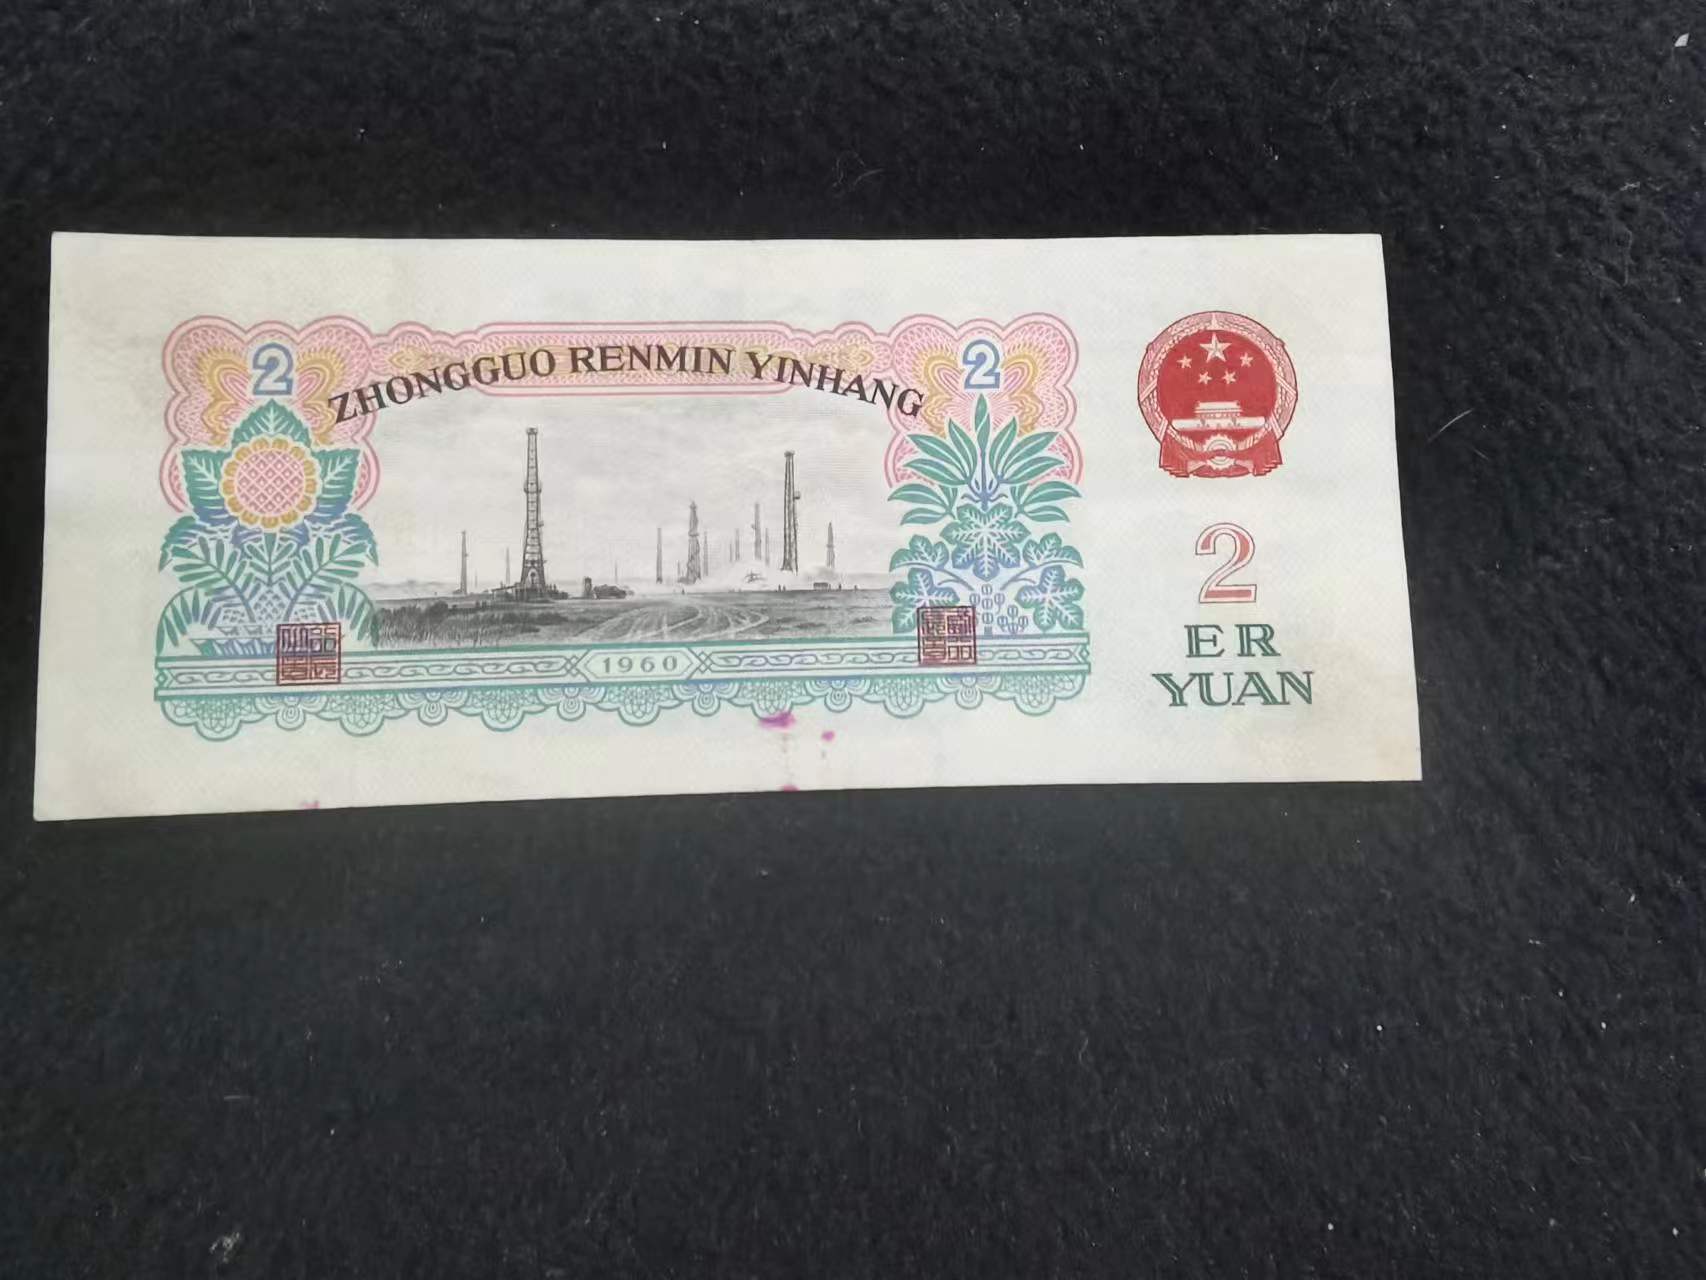 2
2
ZHONGGUO RENMIN YINHANG
1960
2
ER
YUAN